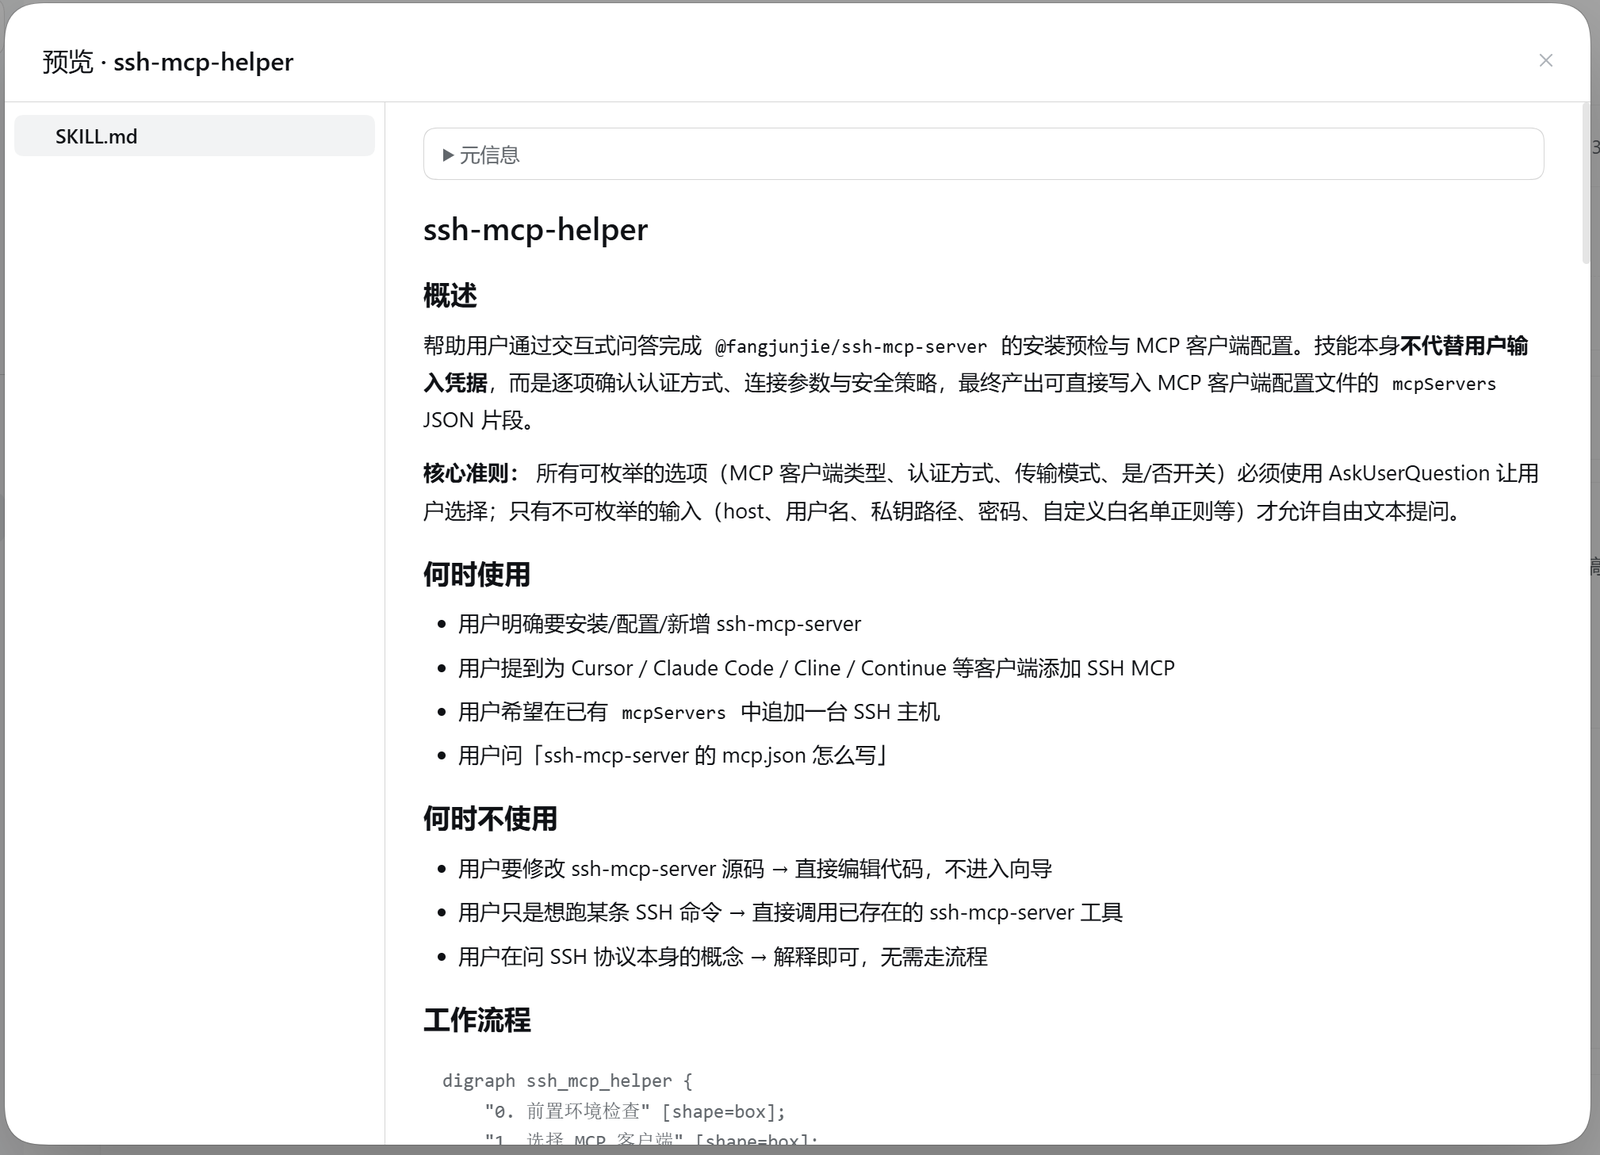 预览 · ssh-mcp-helper
SKILL.md
元信息
ssh-mcp-helper
概述
帮助用户通过交互式问答完成 @fangjunjie/ssh-mcp-server 的安装预检与 MCP 客户端配置。技能本身不代替用户输
入凭据，而是逐项确认认证方式、连接参数与安全策略，最终产出可直接写入 MCP 客户端配置文件的 mcpServers
JSON 片段。
核心准则： 所有可枚举的选项（MCP 客户端类型、认证方式、传输模式、是/否开关）必须使用 AskUserQuestion 让用
户选择；只有不可枚举的输入（host、用户名、私钥路径、密码、自定义白名单正则等）才允许自由文本提问。
何时使用
• 用户明确要安装/配置/新增 ssh-mcp-server
• 用户提到为 Cursor / Claude Code / Cline / Continue 等客户端添加 SSH MCP
• 用户希望在已有 mcpServers 中追加一台 SSH 主机
• 用户问「ssh-mcp-server 的 mcp.json 怎么写」
何时不使用
• 用户要修改 ssh-mcp-server 源码 → 直接编辑代码，不进入向导
• 用户只是想跑某条 SSH 命令 → 直接调用已存在的 ssh-mcp-server 工具
• 用户在问 SSH 协议本身的概念 → 解释即可，无需走流程
工作流程
digraph ssh_mcp_helper {
"0. 前置环境检查" [shape=box];
"1. 选择 MCP 客户端" [shape=box];